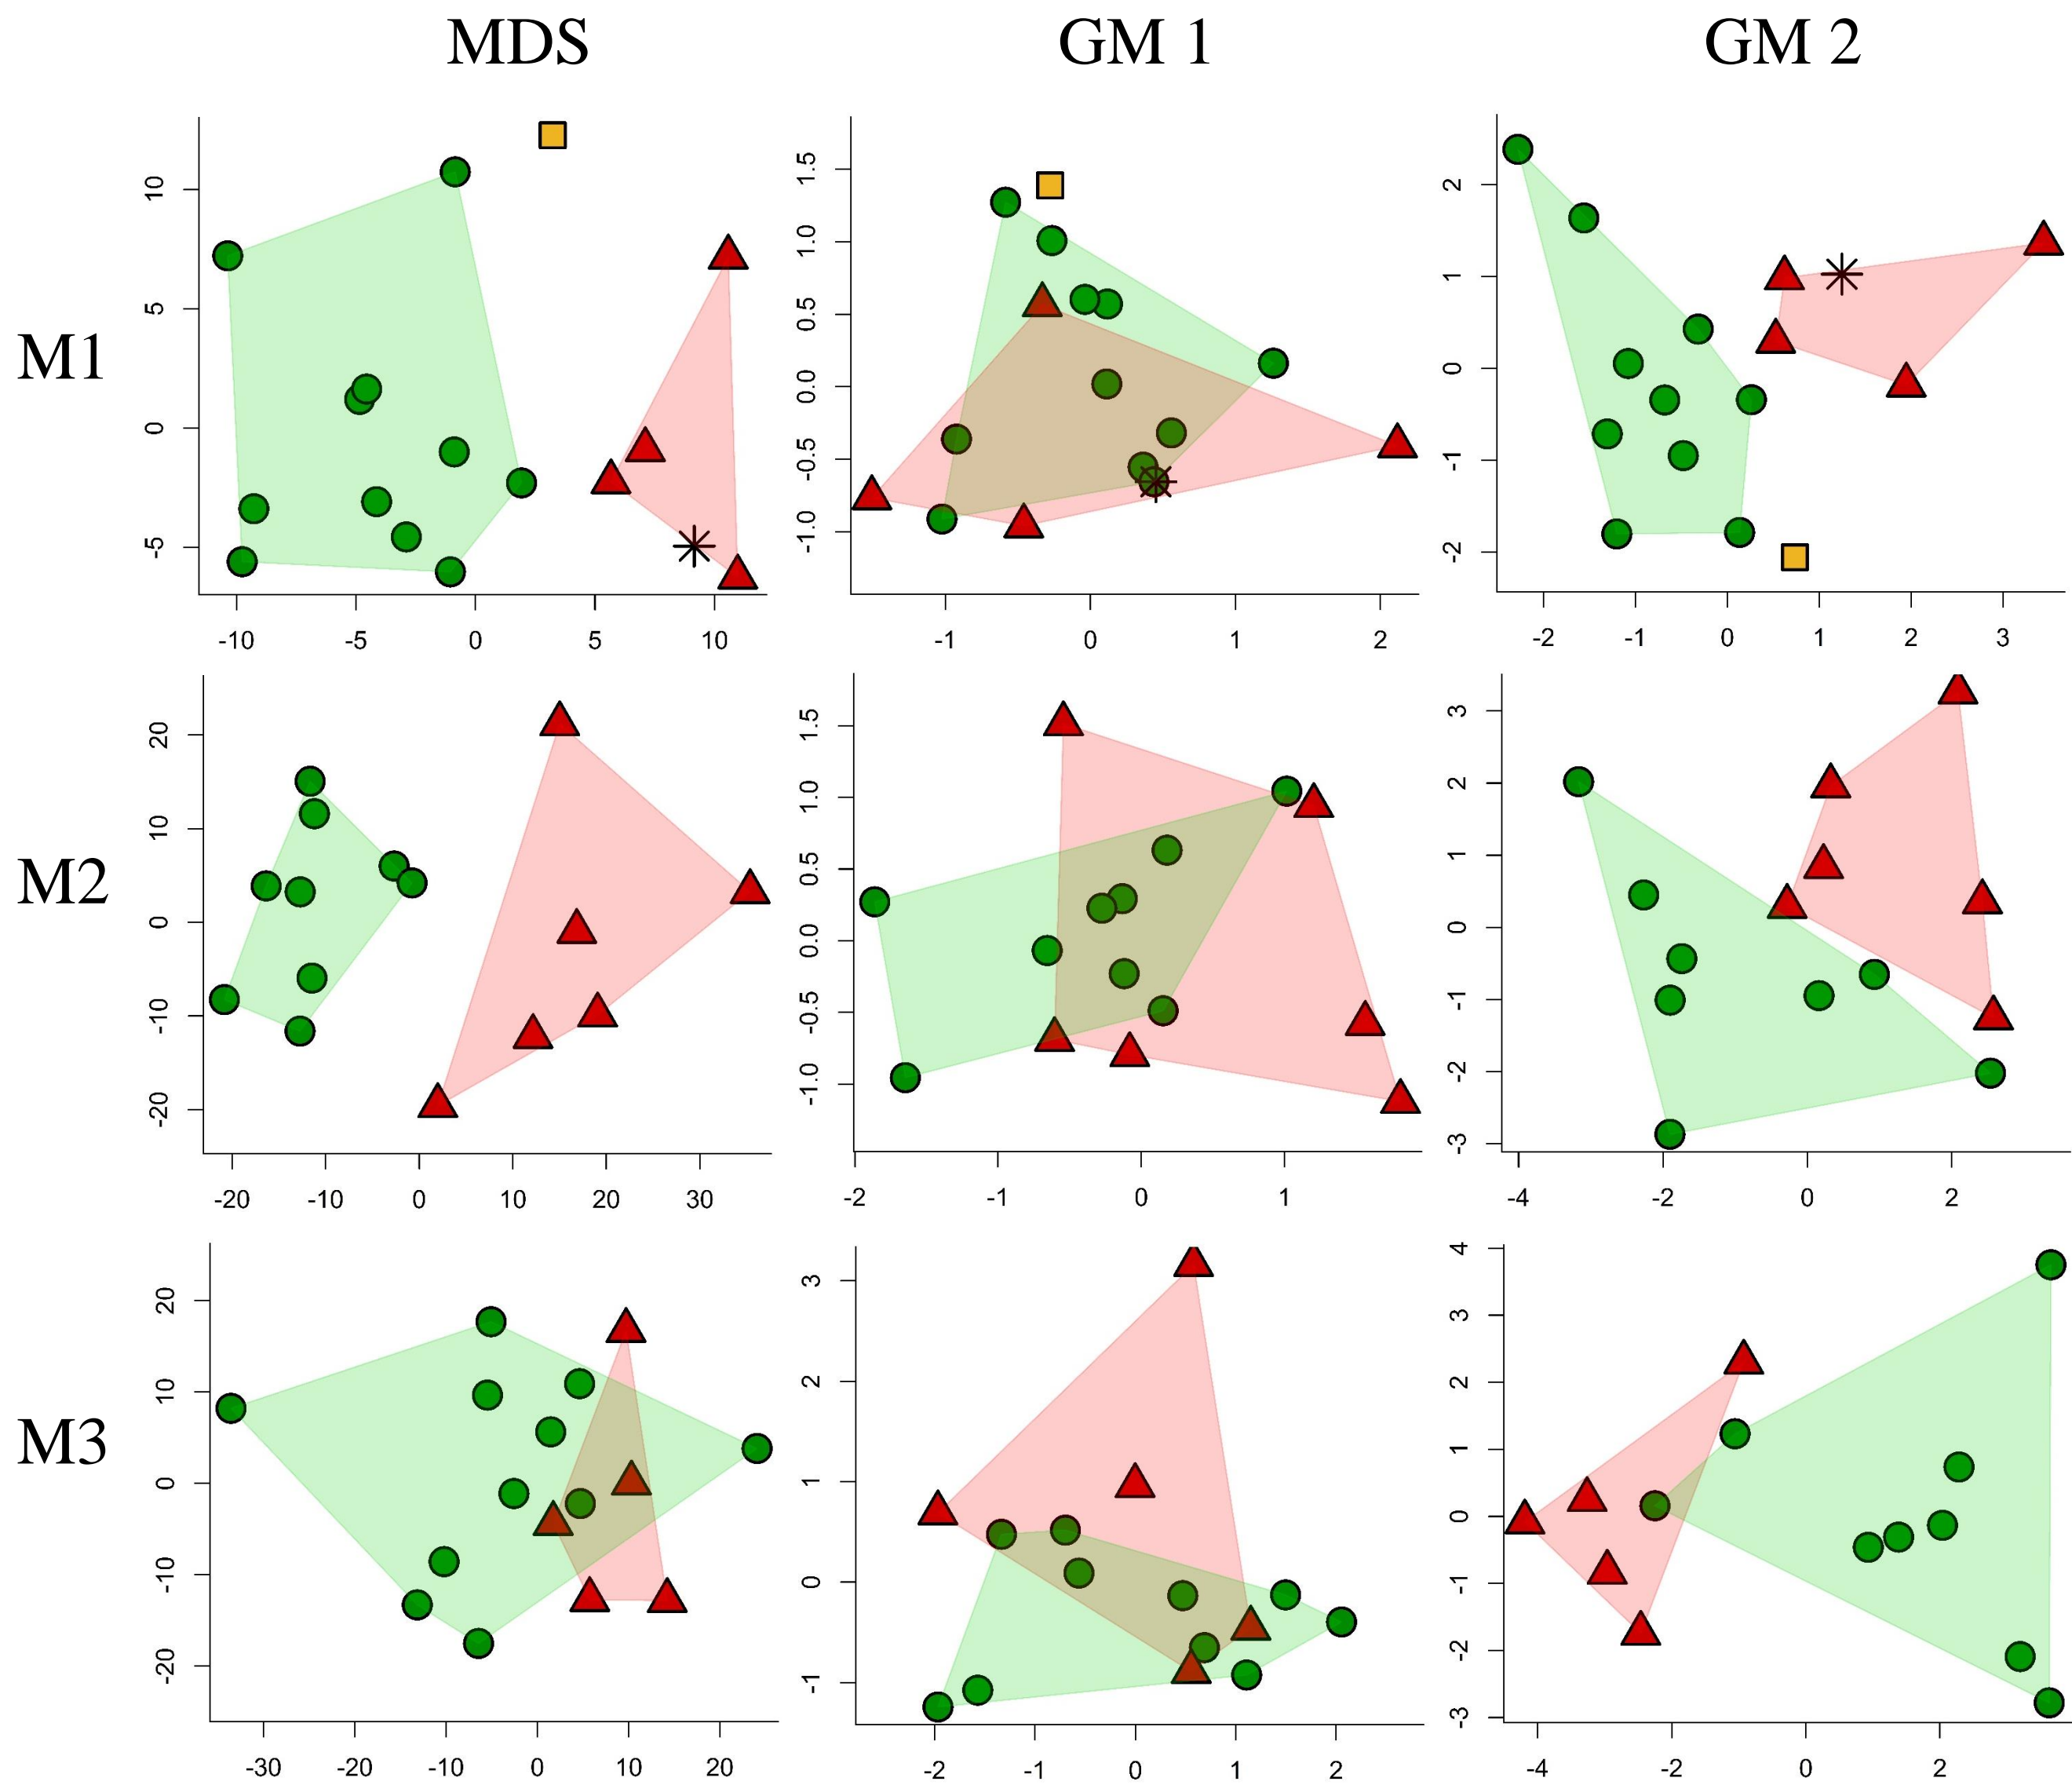 MDS GM 1 GM 2
M1
10 5 0 -5
-10 -5 0 5 10
1.5 1.0 0.5 0.0 -0.5 -1.0
-1 0 1 2
2 1 0 -1 -2
-2 -1 0 1 2 3
M2
20 10 0 -10 -20
-20 -10 0 10 20 30
1.5 1.0 0.5 0.0 -0.5 -1.0
-2 -1 0 1
3 2 1 0 -1 -2 -3
-4 -2 0 2
M3
20 10 0 -10 -20
-30 -20 -10 0 10 20
3 2 1 0 -1
-2 -1 0 1 2
4 3 2 1 0 -1 -2 -3
-4 -2 0 2